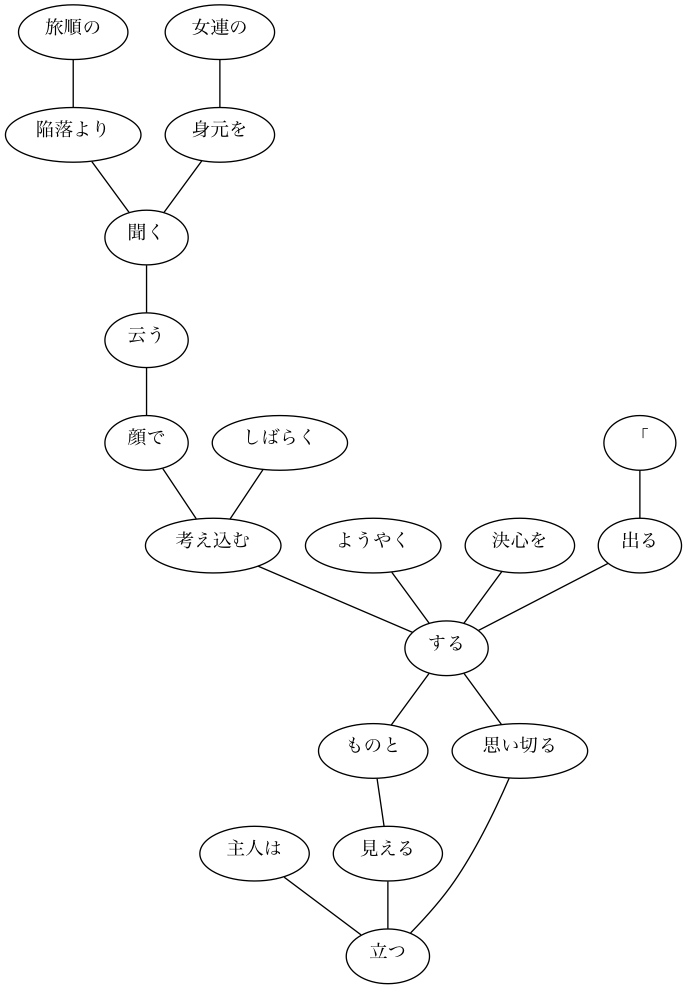 旅順の
女連の
陥落より
身元を
聞く
云う
顔で
しばらく
「
考え込む
ようやく
決心を
出る
する
ものと
思い切る
主人は
見える
立つ